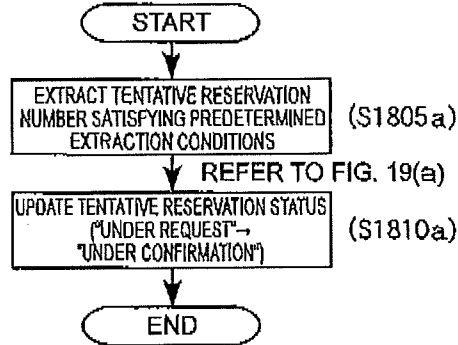 START
EXTRACT TENTATIVE RESERVATION
NUMBER SATISFYING PREDETERMINED
EXTRACTION CONDITIONS
(S1805a)
REFER TO FIG. 19(a)
UPDATE TENTATIVE RESERVATION STATUS
("UNDER REQUEST"→
"UNDER CONFIRMATION")
(S1810a)
END